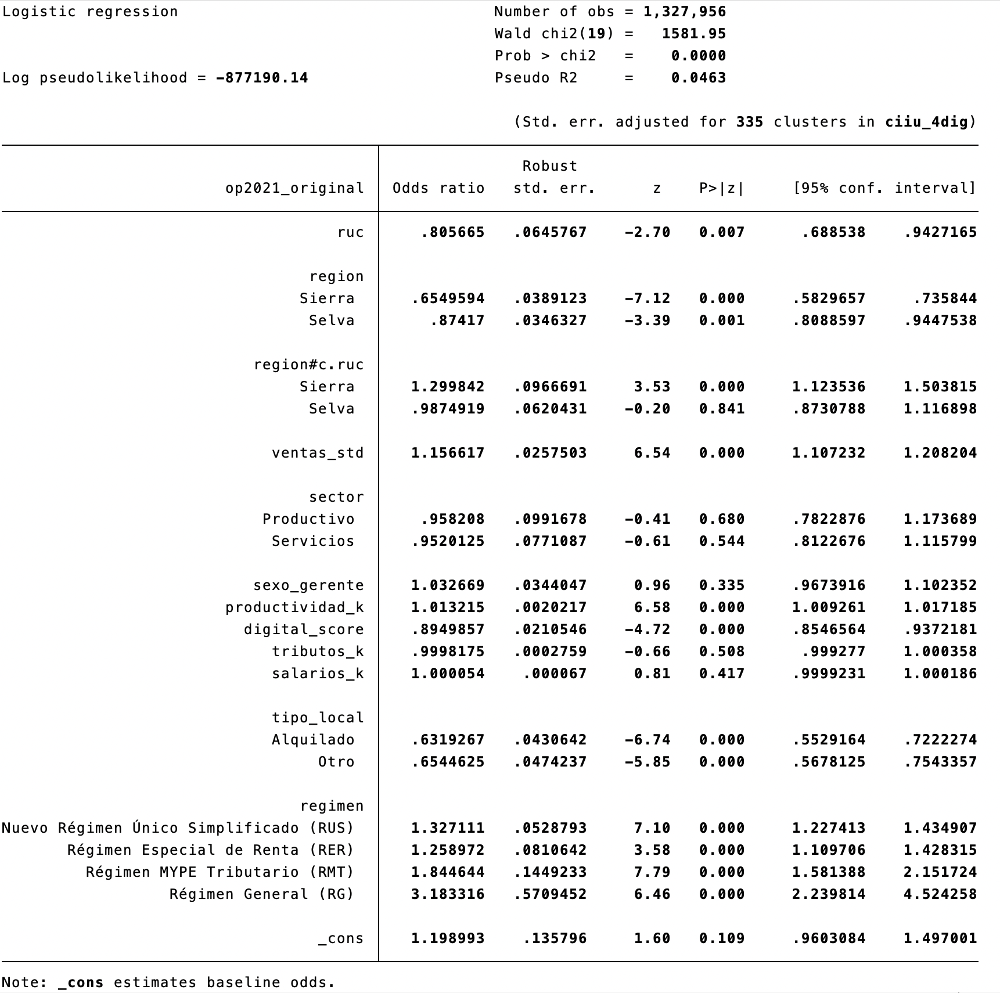 Logistic regression Number of obs = 1,327,956
Wald chi2(19) = 1581.95
Prob > chi2 = 0.0000
Log pseudolikelihood = -877190.14 Pseudo R2 = 0.0463
(Std. err. adjusted for 335 clusters in ciiu_4dig)
Robust
op2021_original Odds ratio std. err. z P>|z| [95% conf. interval]
ruc .805665 .0645767 -2.70 0.007 .688538 .9427165
region
Sierra .6549594 .0389123 -7.12 0.000 .5829657 .735844
Selva .87417 .0346327 -3.39 0.001 .8088597 .9447538
region#c.ruc
Sierra 1.299842 .0966691 3.53 0.000 1.123536 1.503815
Selva .9874919 .0620431 -0.20 0.841 .8730788 1.116898
ventas_std 1.156617 .0257503 6.54 0.000 1.107232 1.208204
sector
Productivo .958208 .0991678 -0.41 0.680 .7822876 1.173689
Servicios .9520125 .0771087 -0.61 0.544 .8122676 1.115799
sexo_gerente 1.032669 .0344047 0.96 0.335 .9673916 1.102352
productividad_k 1.013215 .0020217 6.58 0.000 1.009261 1.017185
digital_score .8949857 .0210546 -4.72 0.000 .8546564 .9372181
tributos_k .9998175 .0002759 -0.66 0.508 .999277 1.000358
salarios_k 1.000054 .000067 0.81 0.417 .9999231 1.000186
tipo_local
Alquilado .6319267 .0430642 -6.74 0.000 .5529164 .7222274
Otro .6544625 .0474237 -5.85 0.000 .5678125 .7543357
regimen
Nuevo Régimen Único Simplificado (RUS) 1.327111 .0528793 7.10 0.000 1.227413 1.434907
Régimen Especial de Renta (RER) 1.258972 .0810642 3.58 0.000 1.109706 1.428315
Régimen MYPE Tributario (RMT) 1.844644 .1449233 7.79 0.000 1.581388 2.151724
Régimen General (RG) 3.183316 .5709452 6.46 0.000 2.239814 4.524258
_cons 1.198993 .135796 1.60 0.109 .9603084 1.497001
Note: _cons estimates baseline odds.